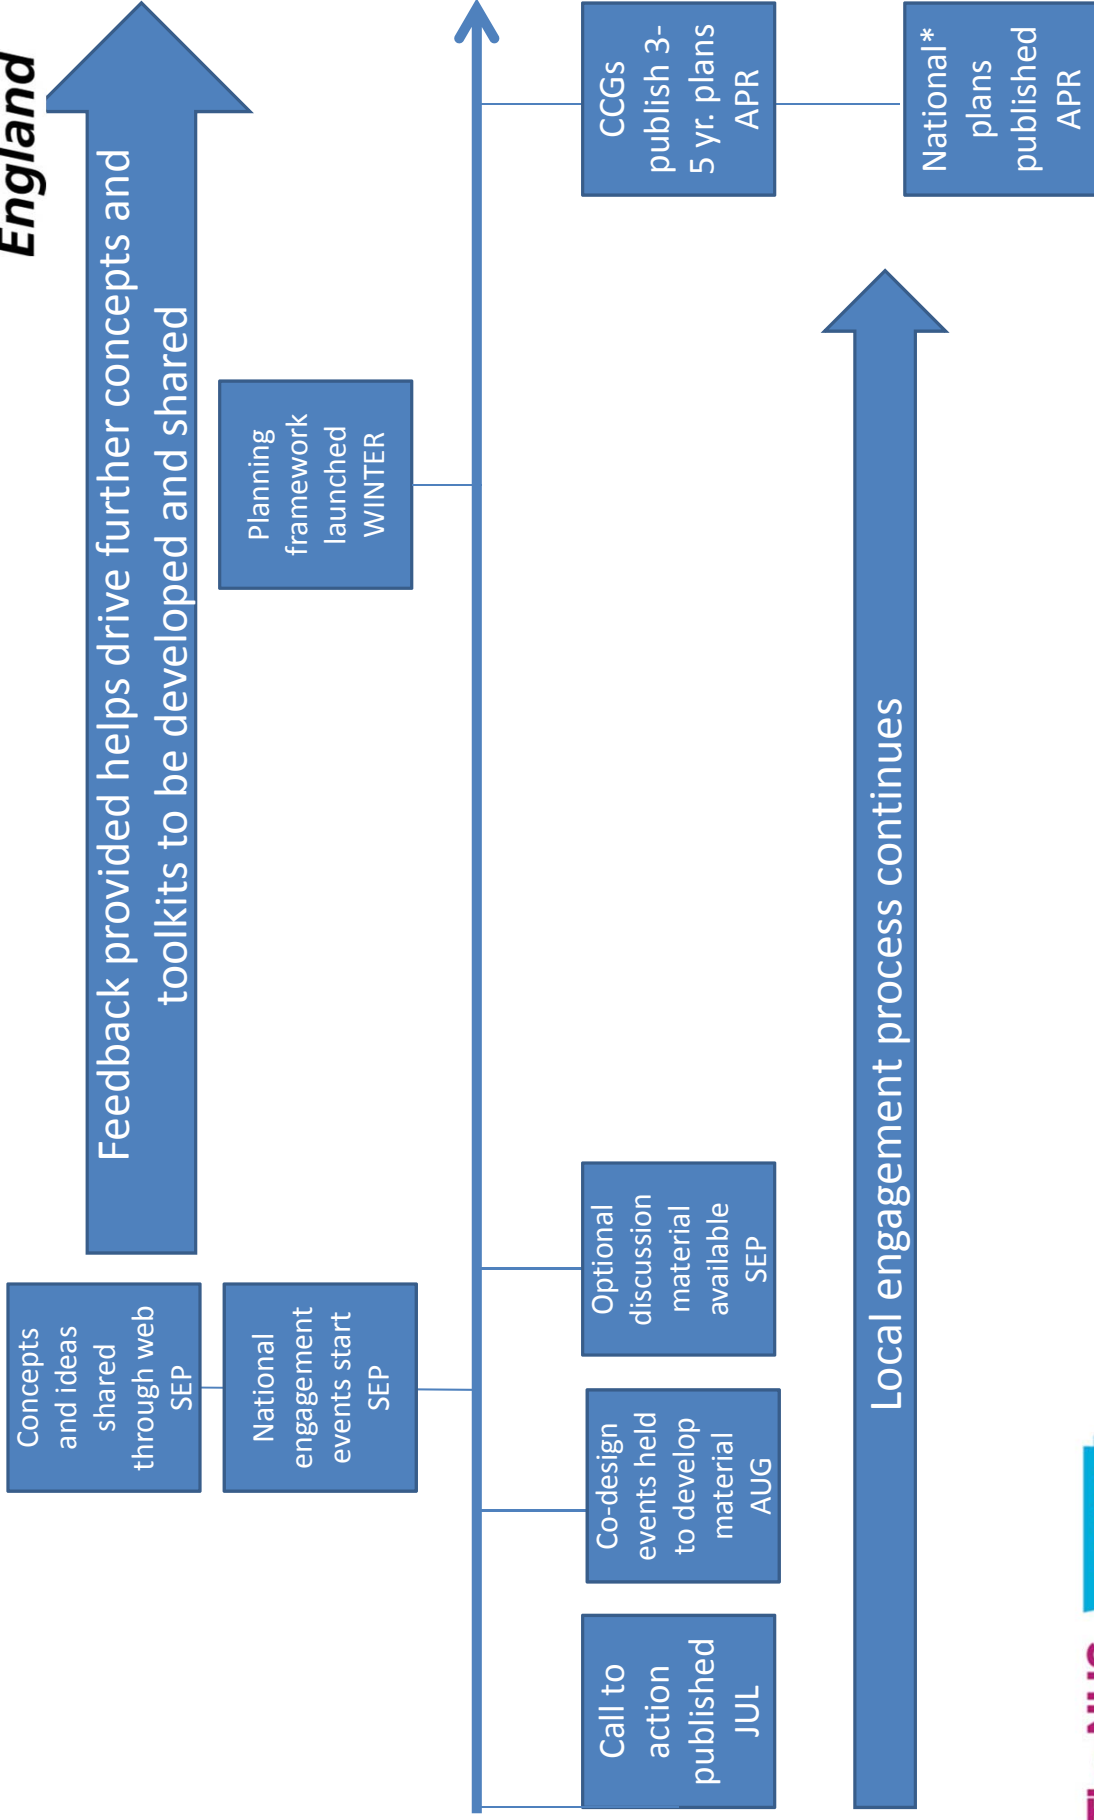 England
Feedback provided helps drive further concepts and
toolkits to be developed and shared
Concepts
and ideas
shared
through web
SEP
National
engagement
events start
SEP
Planning
framework
launched
WINTER
Call to
action
published
JUL
Co-design
events held
to develop
material
AUG
Optional
discussion
material
available
SEP
CCGs
publish 3-
5 yr. plans
APR
National*
plans
published
APR
Local engagement process continues